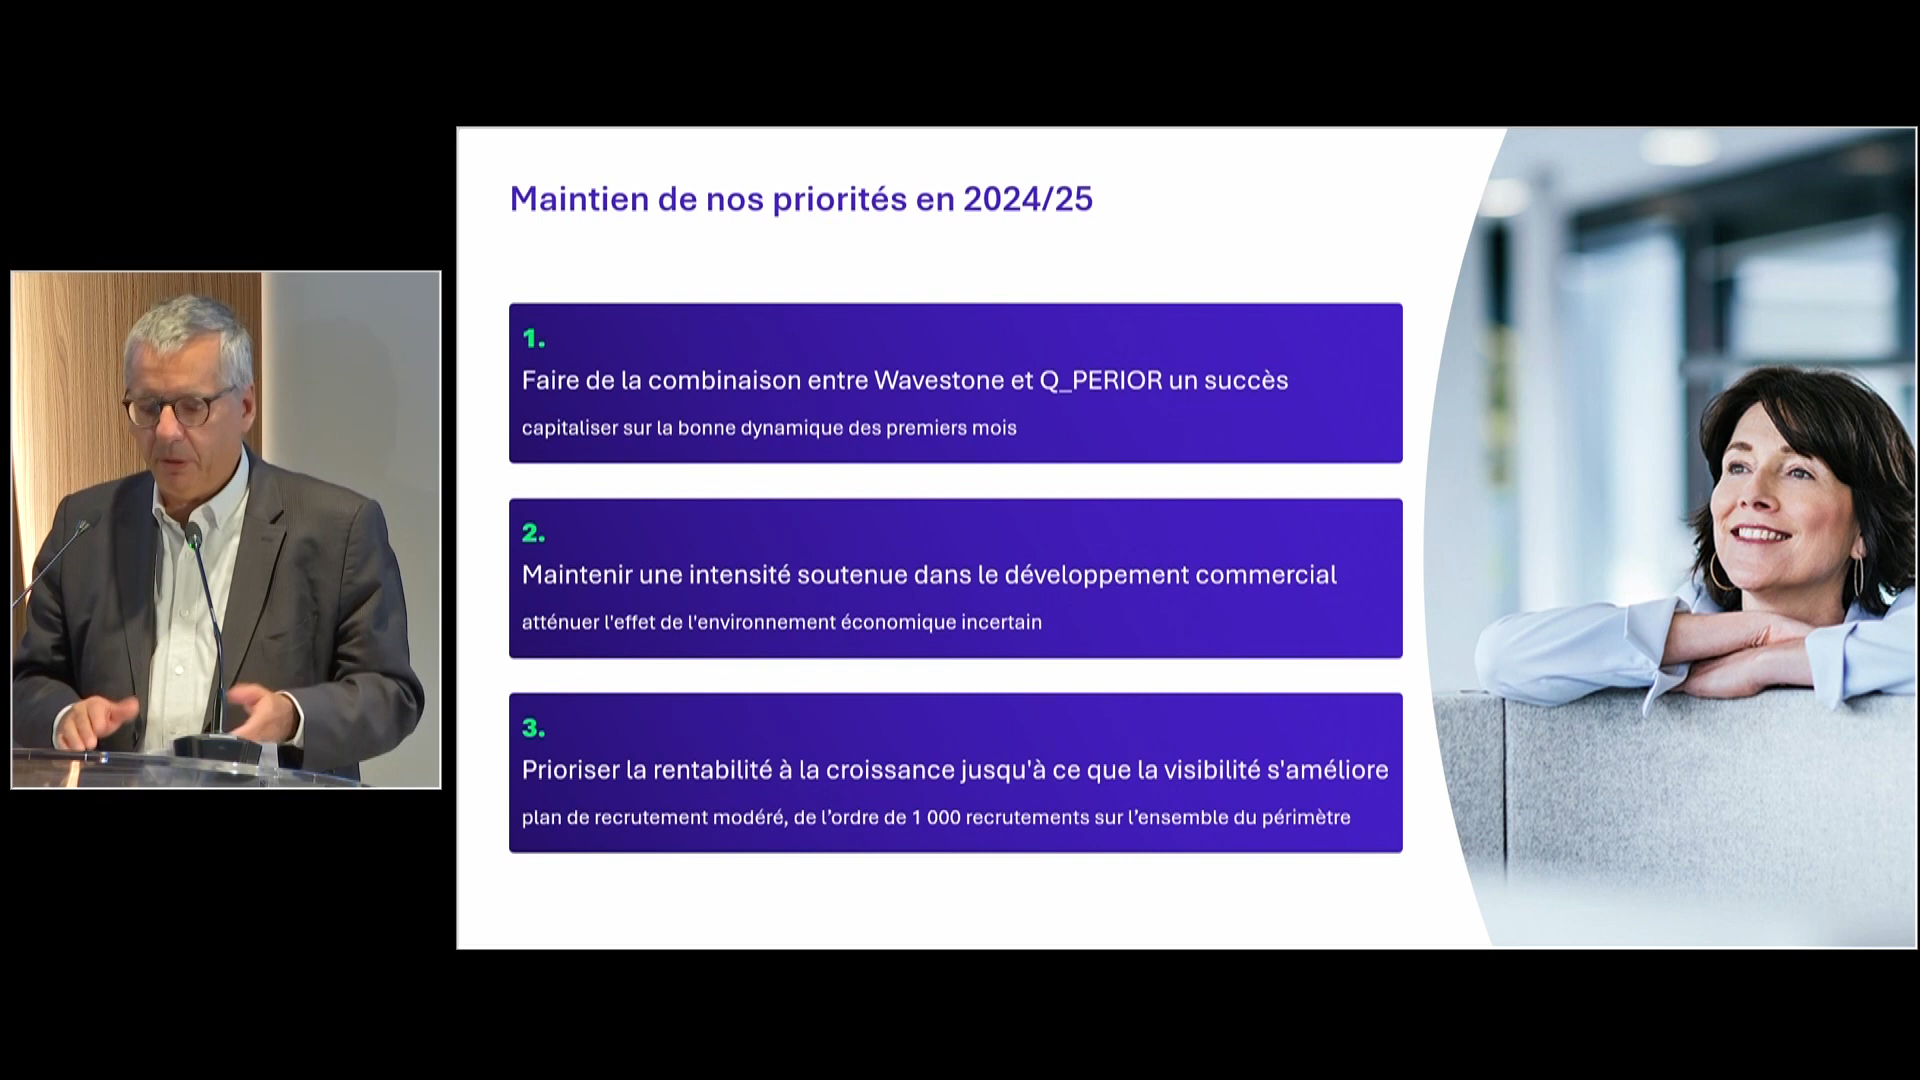 Maintien de nos priorités en 2024/25
1.
Faire de la combinaison entre Wavestone et Q_PERIOR un succès
capitaliser sur la bonne dynamique des premiers mois
2.
Maintenir une intensité soutenue dans le développement commercial
atténuer l'effet de l'environnement économique incertain
3.
Prioriser la rentabilité à la croissance jusqu'à ce que la visibilité s'améliore
plan de recrutement modéré, de l’ordre de 1 000 recrutements sur l’ensemble du périmètre